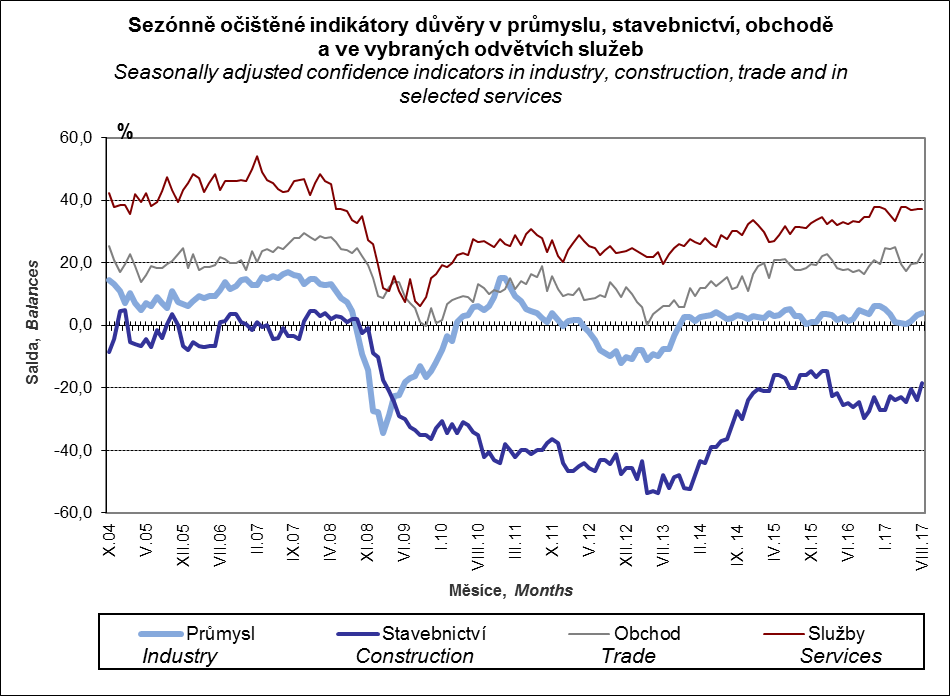 Sezónně očištěné indikátory důvěry v průmyslu, stavebnictví, obchodě
a ve vybraných odvětvích služeb
Seasonally adjusted confidence indicators in industry, construction, trade and in
selected services
%
60,0
40,0
20,0
0,0
-20,0
-40,0
-60,0
Salda, Balances
X.04
V.05
XII.05
VII.06
II.07
IX.07
IV.08
XI.08
VI.09
I.10
VIII.10
III.11
X.11
V.12
XII.12
VII.13
II.14
IX.14
IV.15
XI.15
VI.16
I.17
VIII.17
Měsíce, Months
Průmysl Stavebnictví Obchod Služby
Industry Construction Trade Services